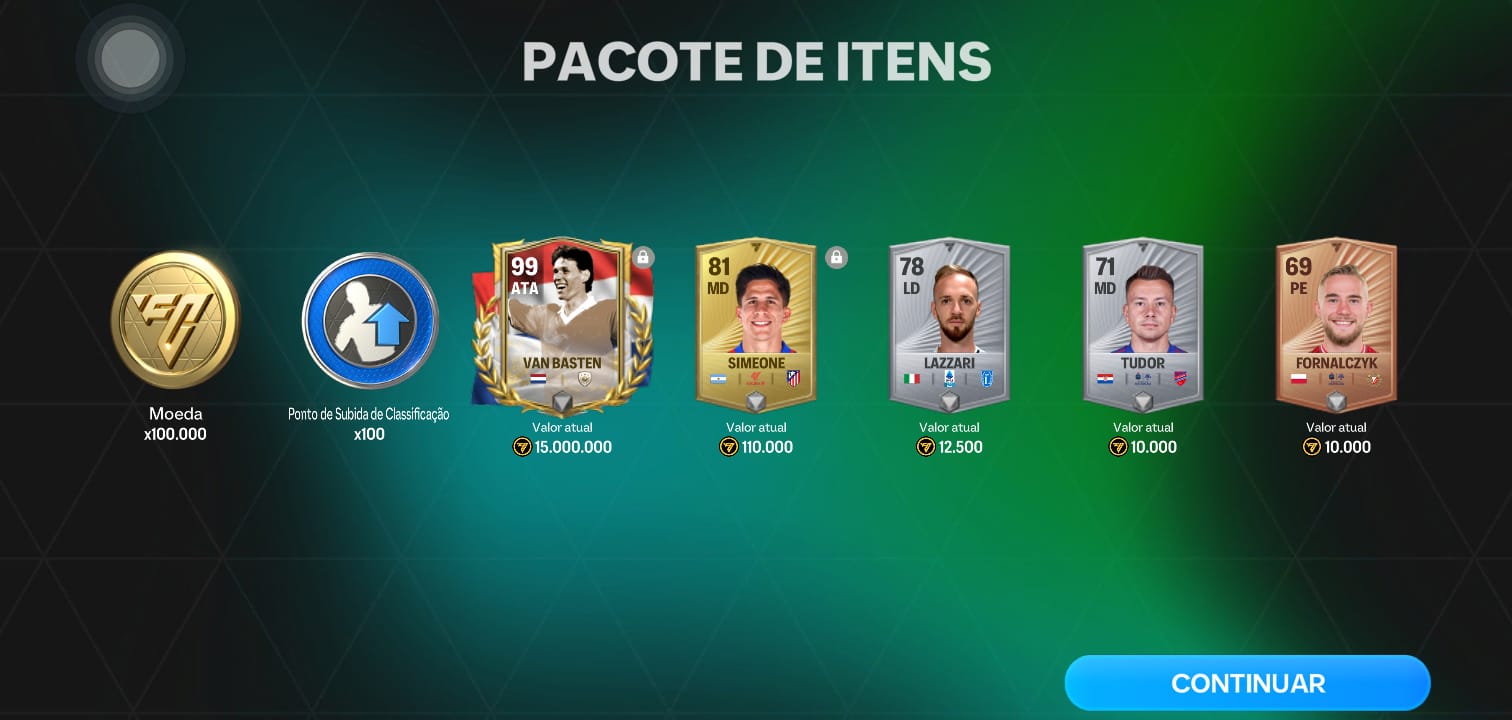 PACOTE DE ITENS
Moeda
x100.000
Ponto de Subida de Classificação
x100
99
ATA
VAN BASTEN
Valor atual
15.000.000
81
MD
SIMEONE
Valor atual
110.000
78
LD
LAZZARI
Valor atual
12.500
71
MD
TUDOR
Valor atual
10.000
69
PE
FORNALCZYK
Valor atual
10.000
CONTINUAR